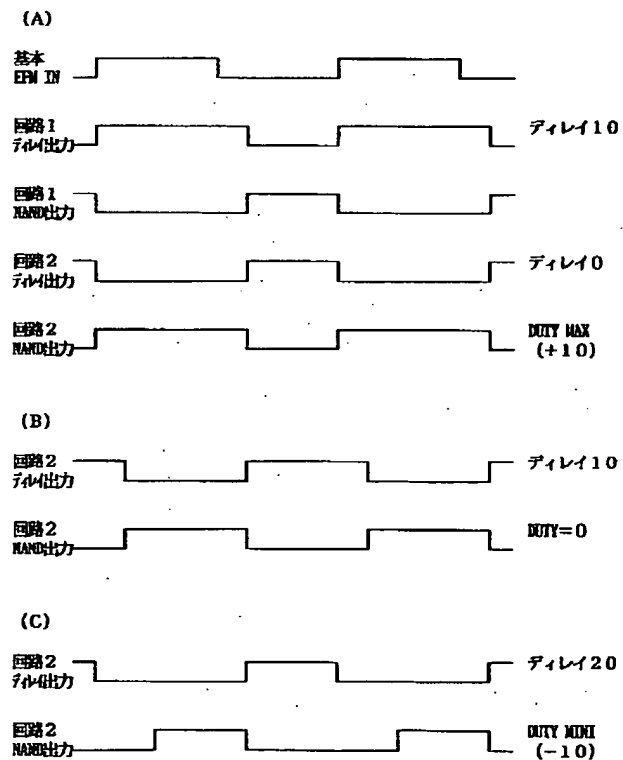 (A)
基本
EFM IN
回路1
ディレイ出力
ディレイ10
回路1
NAND出力
回路2
ディレイ出力
ディレイ0
回路2
NAND出力
DUTY MAX
(+10)
(B)
回路2
ディレイ出力
ディレイ10
回路2
NAND出力
DUTY=0
(C)
回路2
ディレイ出力
ディレイ20
回路2
NAND出力
DUTY MINI
(-10)